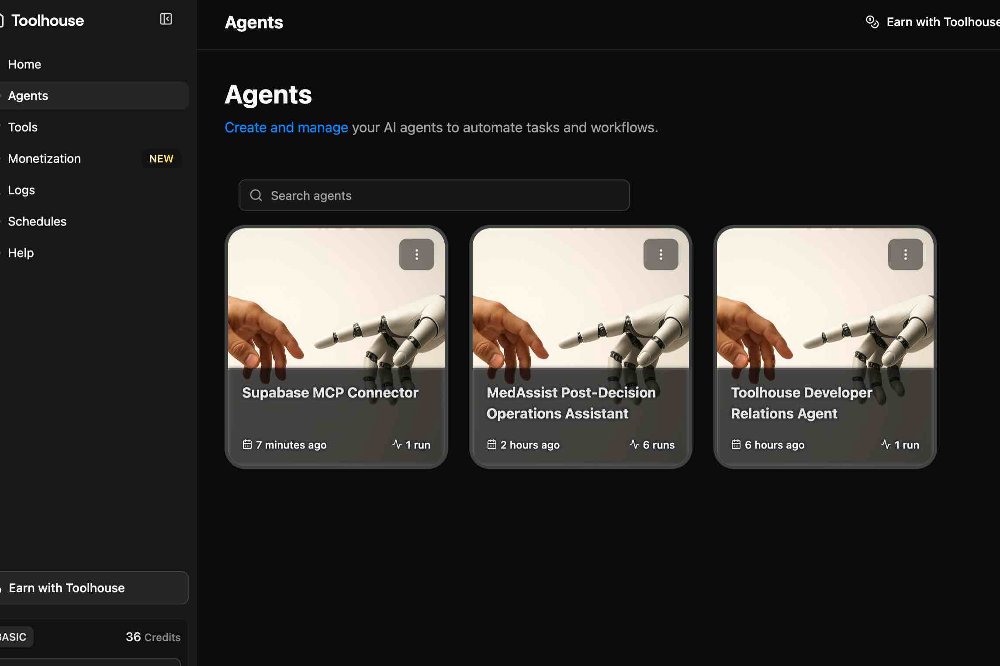 Toolhouse
Home
Agents
Tools
Monetization NEW
Logs
Schedules
Help
Earn with Toolhouse
BASIC
36 Credits
Agents
Earn with Toolhouse
Agents
Create and manage your AI agents to automate tasks and workflows.
Search agents
Supabase MCP Connector
7 minutes ago 1 run
MedAssist Post-Decision
Operations Assistant
2 hours ago 6 runs
Toolhouse Developer
Relations Agent
6 hours ago 1 run